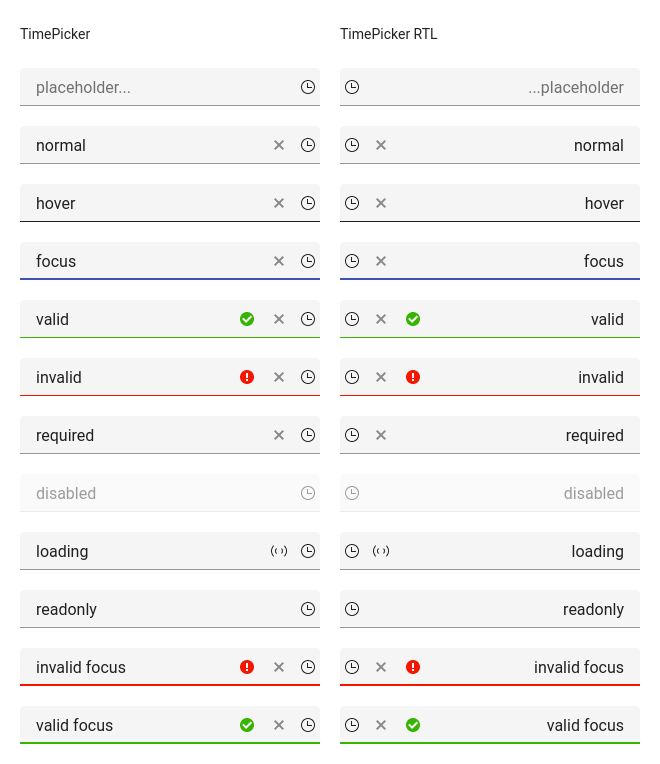 TimePicker
TimePicker RTL
placeholder...
...placeholder
normal
normal
hover
hover
focus
focus
valid
valid
invalid
invalid
required
required
disabled
disabled
loading
loading
readonly
readonly
invalid focus
invalid focus
valid focus
valid focus